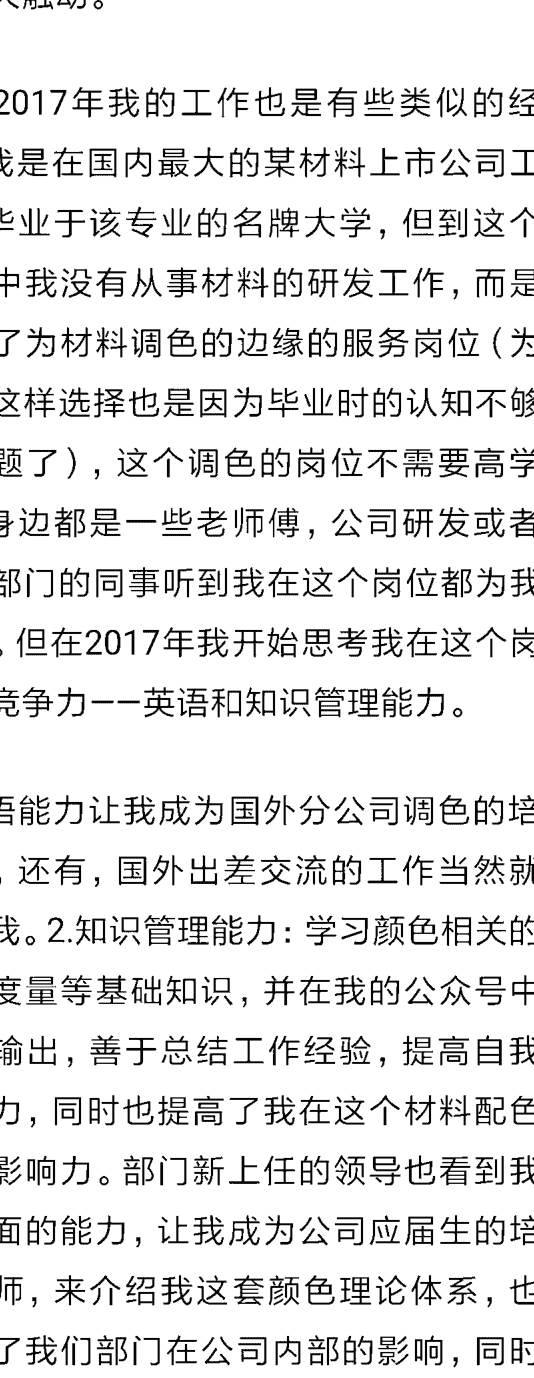 触动。
2017年我的工作也是有些类似的经
我是在国内最大的某材料上市公司工
毕业于该专业的名牌大学，但到这个
中我没有从事材料的研发工作，而是
了为材料调色的边缘的服务岗位（为
这样选择也是因为毕业时的认知不够
题了），这个调色的岗位不需要高学
身边都是一些老师傅，公司研发或者
部门的同事听到我在这个岗位都为我
。但在2017年我开始思考我在这个岗
竞争力——英语和知识管理能力。
语能力让我成为国外分公司调色的培
，还有，国外出差交流的工作当然就
我。2.知识管理能力：学习颜色相关的
度量等基础知识，并在我的公众号中
输出，善于总结工作经验，提高自我
力，同时也提高了我在这个材料配色
影响力。部门新上任的领导也看到我
面的能力，让我成为公司应届生的培
师，来介绍我这套颜色理论体系，也
了我们部门在公司内部的影响，同时